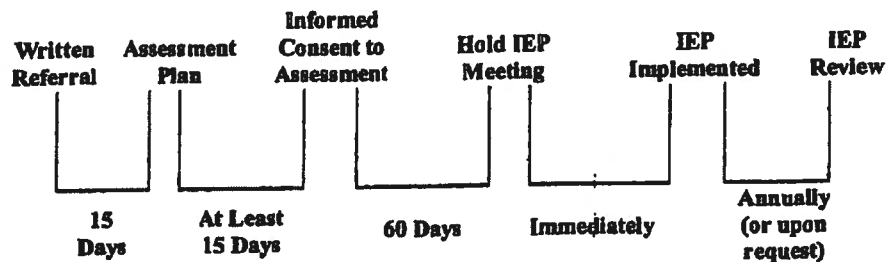 Written
Referral
Assessment
Plan
Informed
Consent to
Assessment
Hold IEP
Meeting
IEP
Implemented
IEP
Review
15
Days
At Least
15 Days
60 Days
Immediately
Annually
(or upon
request)